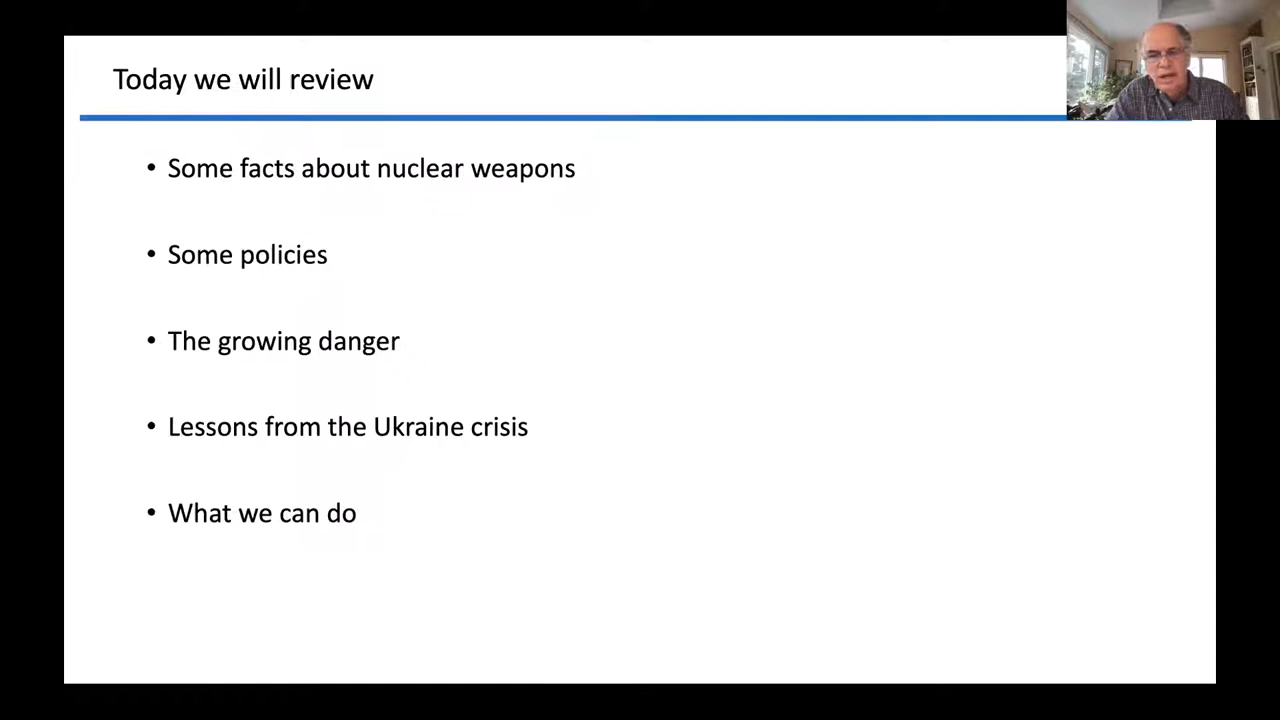 Today we will review
• Some facts about nuclear weapons
• Some policies
• The growing danger
• Lessons from the Ukraine crisis
• What we can do